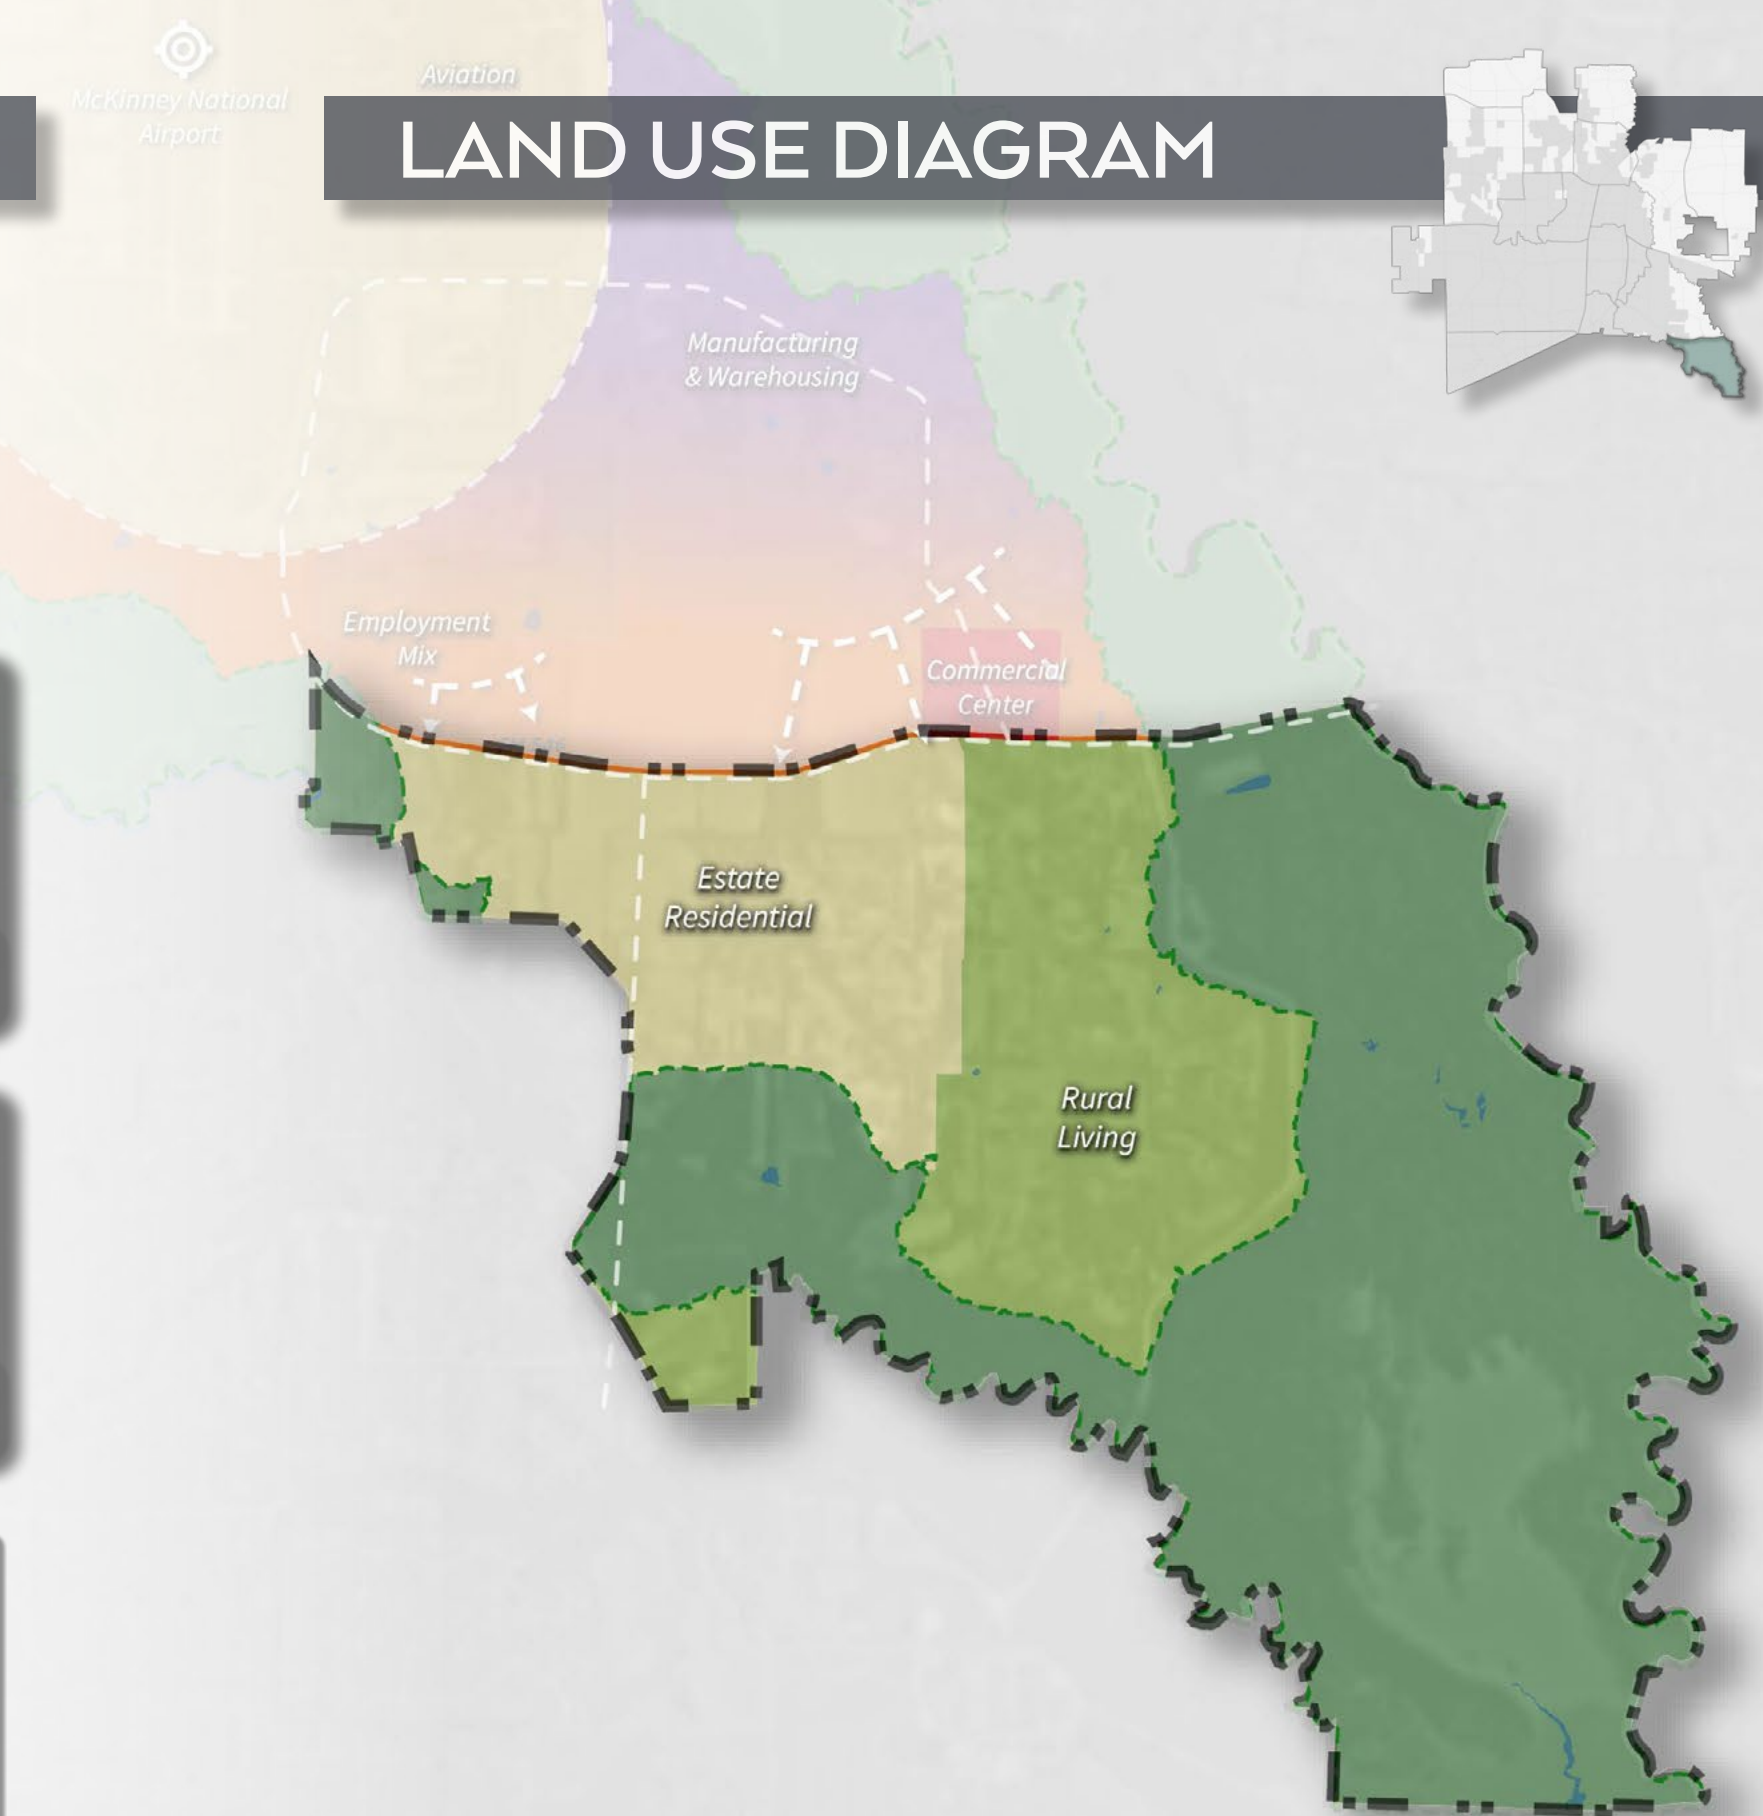 Aviation
McKinney National
Airport
LAND USE DIAGRAM
Manufacturing
& Warehousing
Employment
Mix
Commercial
Center
Estate
Residential
Rural
Living